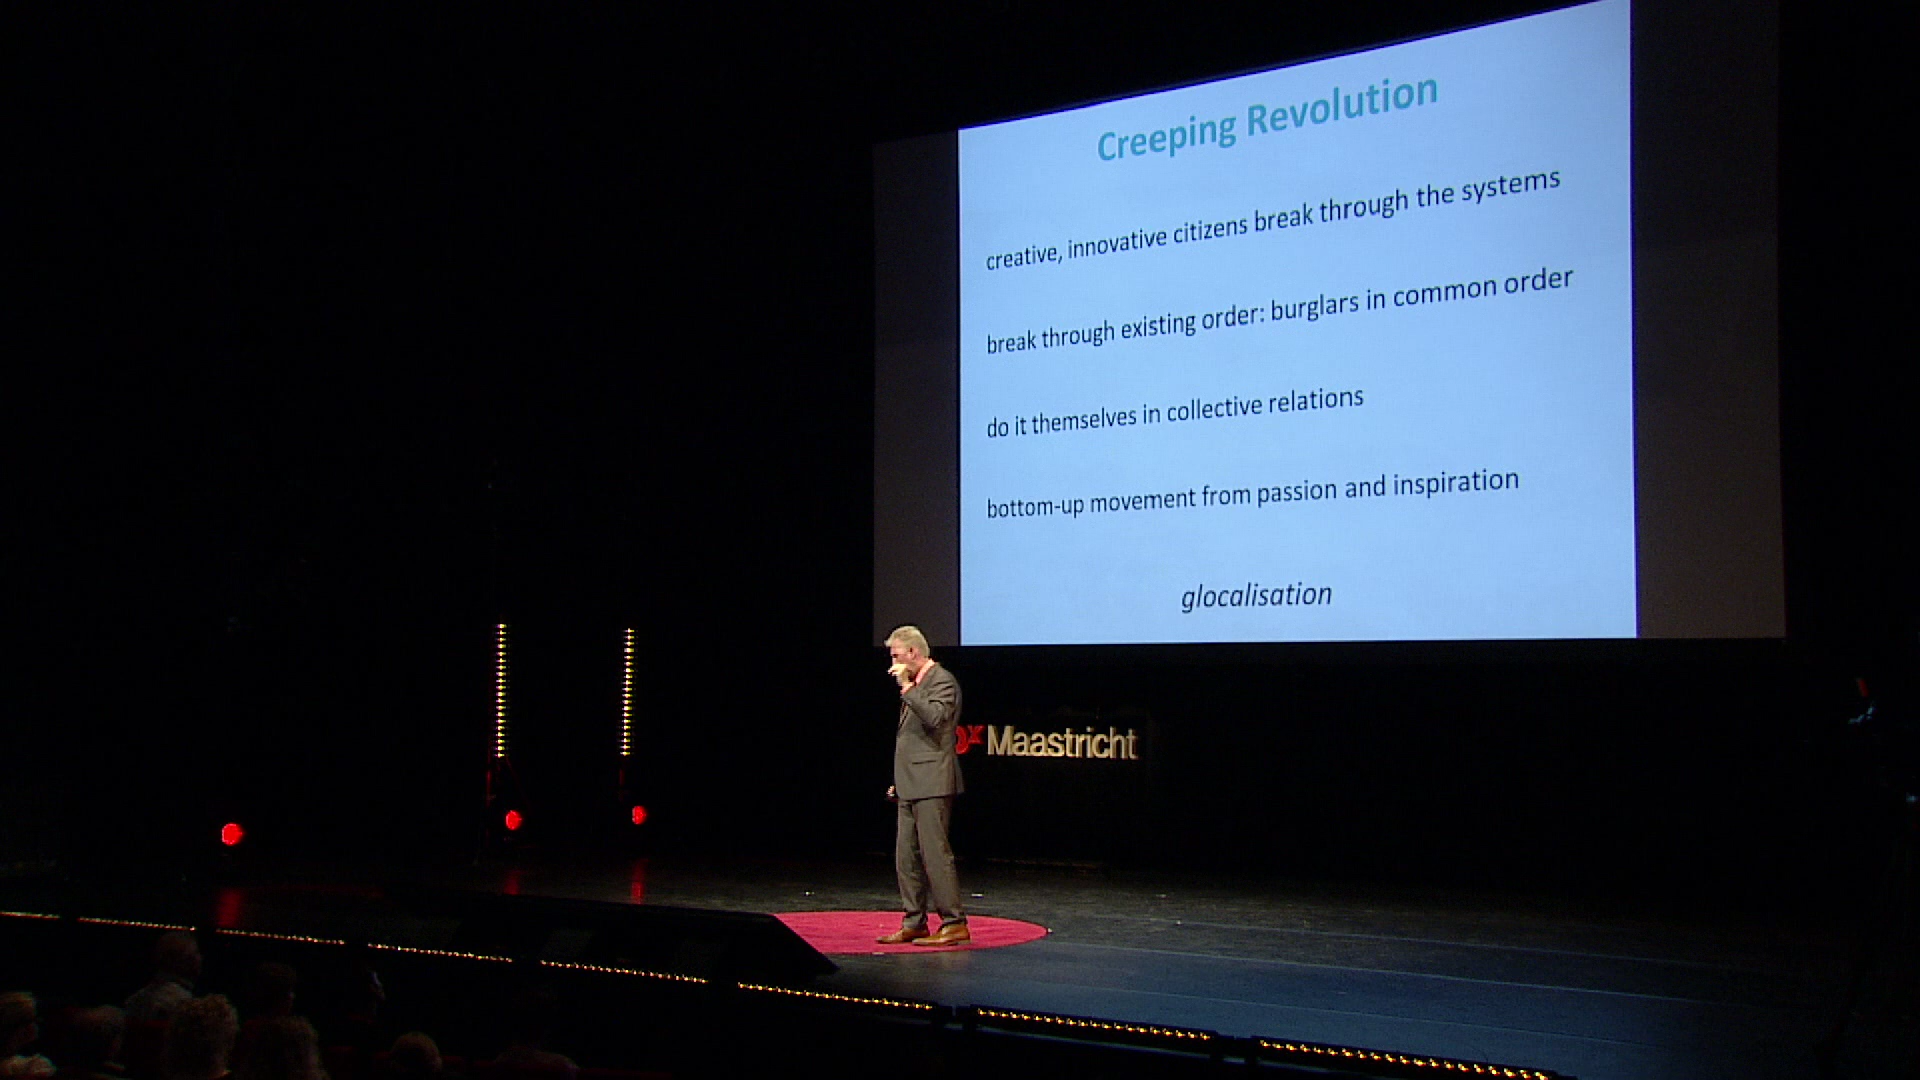 Creeping Revolution
creative, innovative citizens break through the systems
break through existing order: burglars in common order
do it themselves in collective relations
bottom-up movement from passion and inspiration
glocalisation
x Maastricht